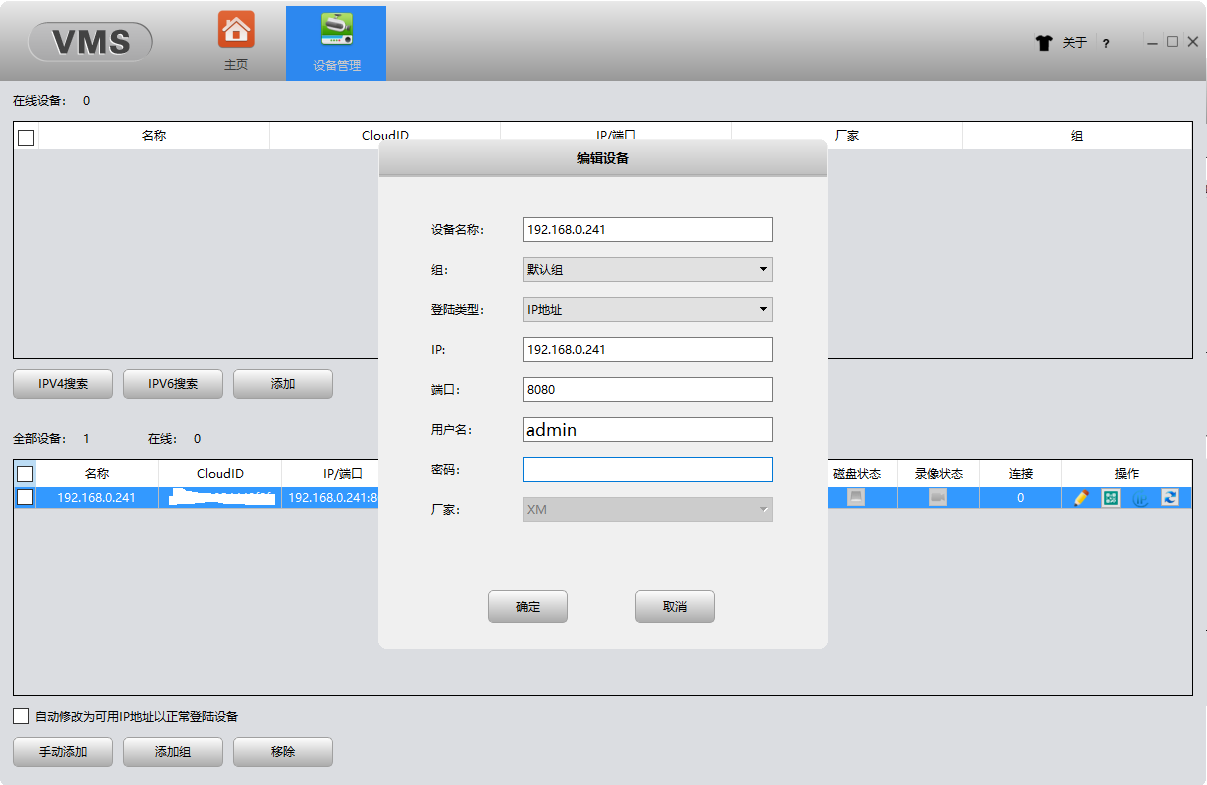 VMS
主页
设备管理
关于 ?
在线设备: 0
名称 CloudID IP/端口 厂家 组
编辑设备
设备名称: 192.168.0.241
组: 默认组
登陆类型: IP地址
IP: 192.168.0.241
端口: 8080
用户名: admin
密码:
厂家: XM
确定 取消
IPV4搜索 IPV6搜索 添加
全部设备: 1 在线: 0
名称 CloudID IP/端口 磁盘状态 录像状态 连接 操作
192.168.0.241 192.168.0.241:8 0 IP
自动修改为可用IP地址以正常登陆设备
手动添加 添加组 移除